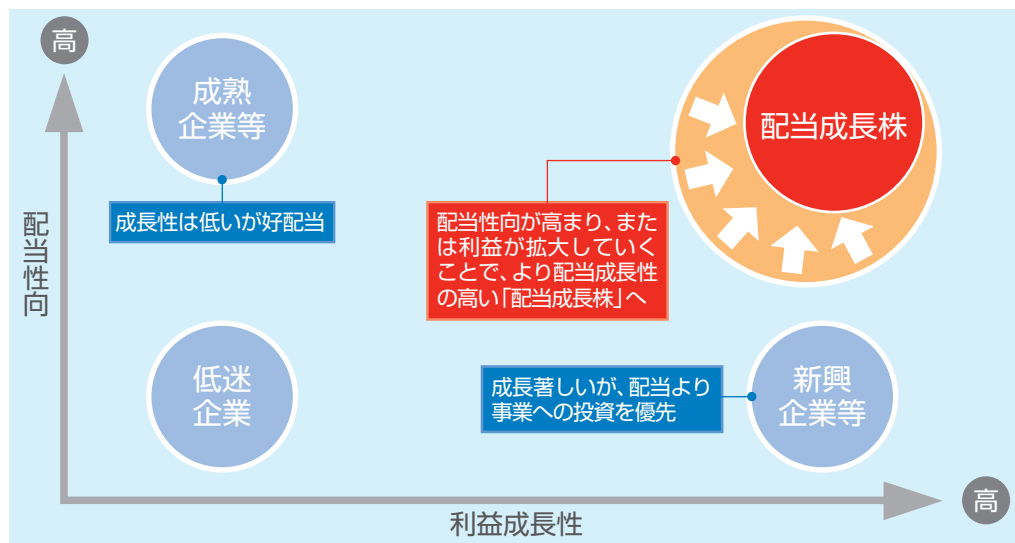 高
成熟
企業等
成長性は低いが好配当
配当成長株
配当性向が高まり、また
は利益が拡大していく
ことで、より配当成長性
の高い「配当成長株」へ
配当性向
低迷
企業
成長著しいが、配当より
事業への投資を優先
新興
企業等
高
利益成長性